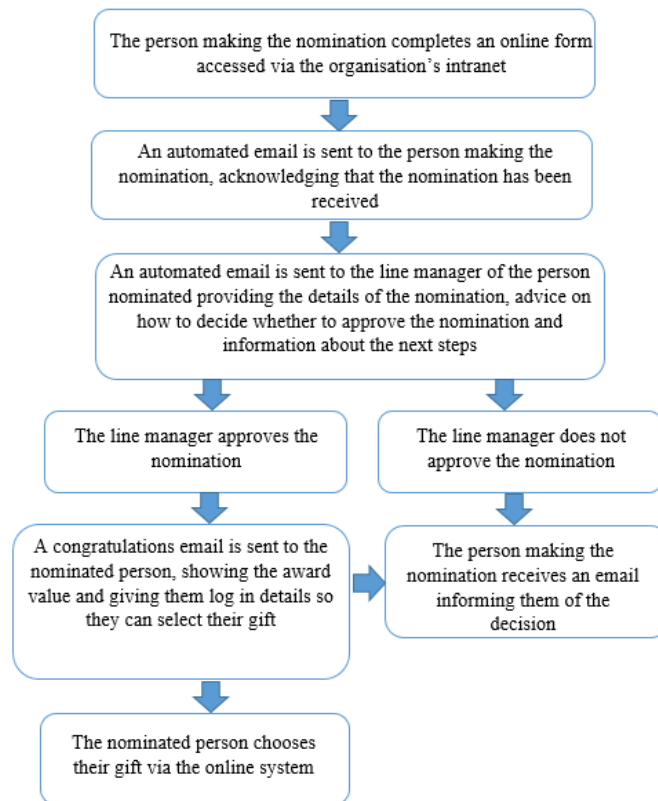 The person making the nomination completes an online form
accessed via the organisation's intranet
An automated email is sent to the person making the
nomination, acknowledging that the nomination has been
received
An automated email is sent to the line manager of the person
nominated providing the details of the nomination, advice on
how to decide whether to approve the nomination and
information about the next steps
The line manager approves the
nomination
The line manager does not
approve the nomination
A congratulations email is sent to the
nominated person, showing the award
value and giving them log in details so
they can select their gift
The person making the
nomination receives an email
informing them of the
decision
The nominated person chooses
their gift via the online system